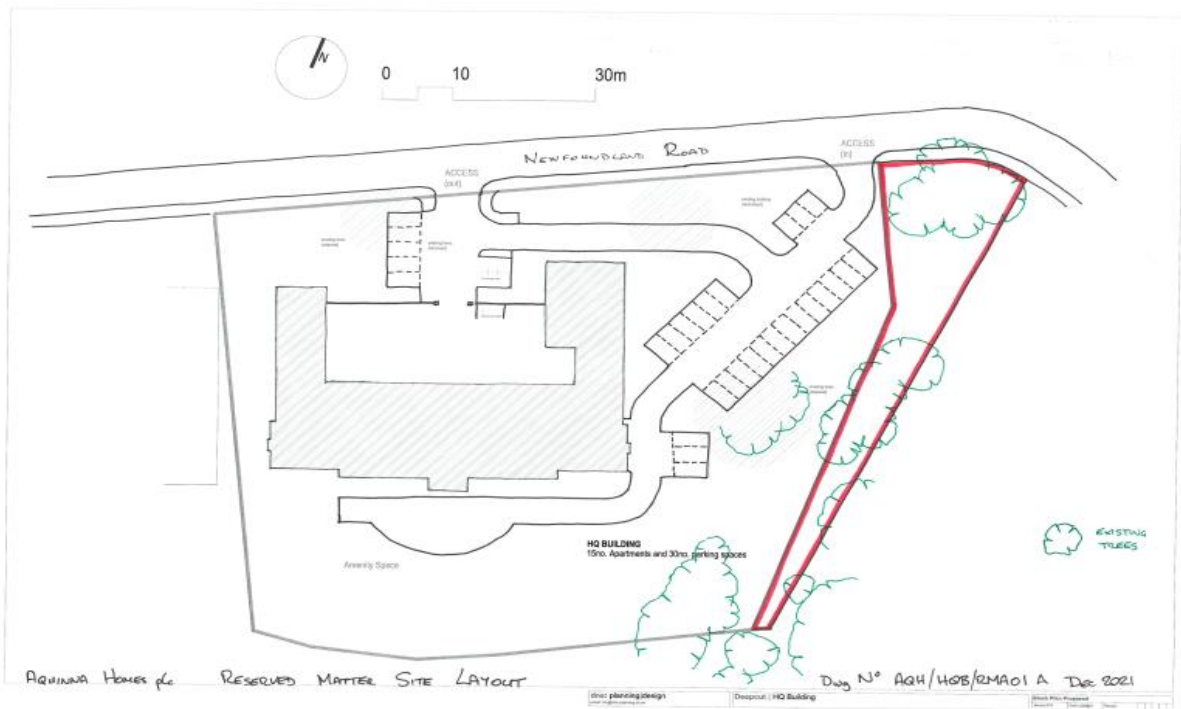 N
0 10 30m
NEWFOUNDLAND ROAD
ACCESS
(out)
ACCESS
(in)
HQ BUILDING
15no. Apartments and 30no. parking spaces
Amenity Space
EXISTING
TREES
AQUINNA HOMES plc RESERVED MATTER SITE LAYOUT Dwg No AQH/HQB/RMA01 A DEC 2021
planning|design
Deepcut | HQ Building